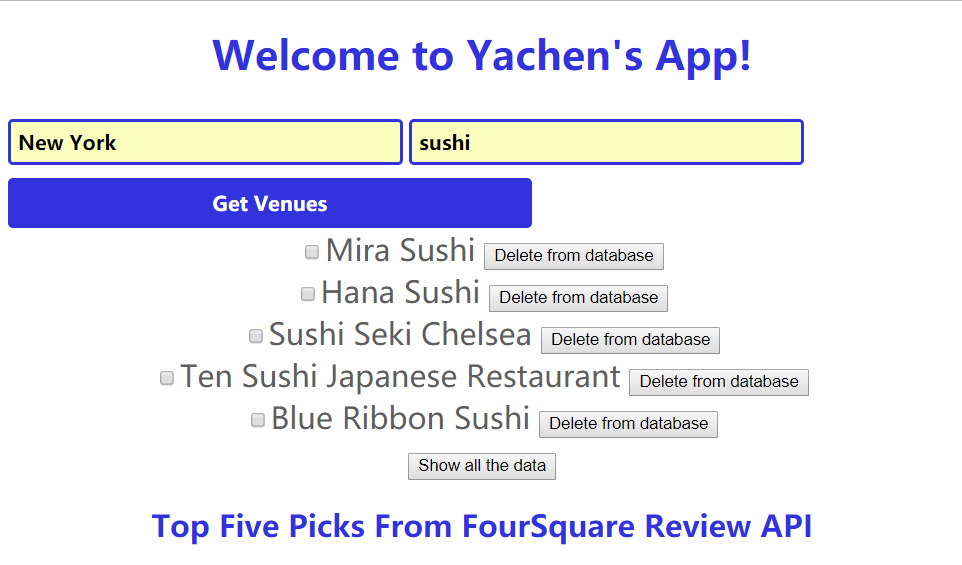 Welcome to Yachen's App!
New York sushi
Get Venues
Mira Sushi Delete from database
Hana Sushi Delete from database
Sushi Seki Chelsea Delete from database
Ten Sushi Japanese Restaurant Delete from database
Blue Ribbon Sushi Delete from database
Show all the data
Top Five Picks From FourSquare Review API